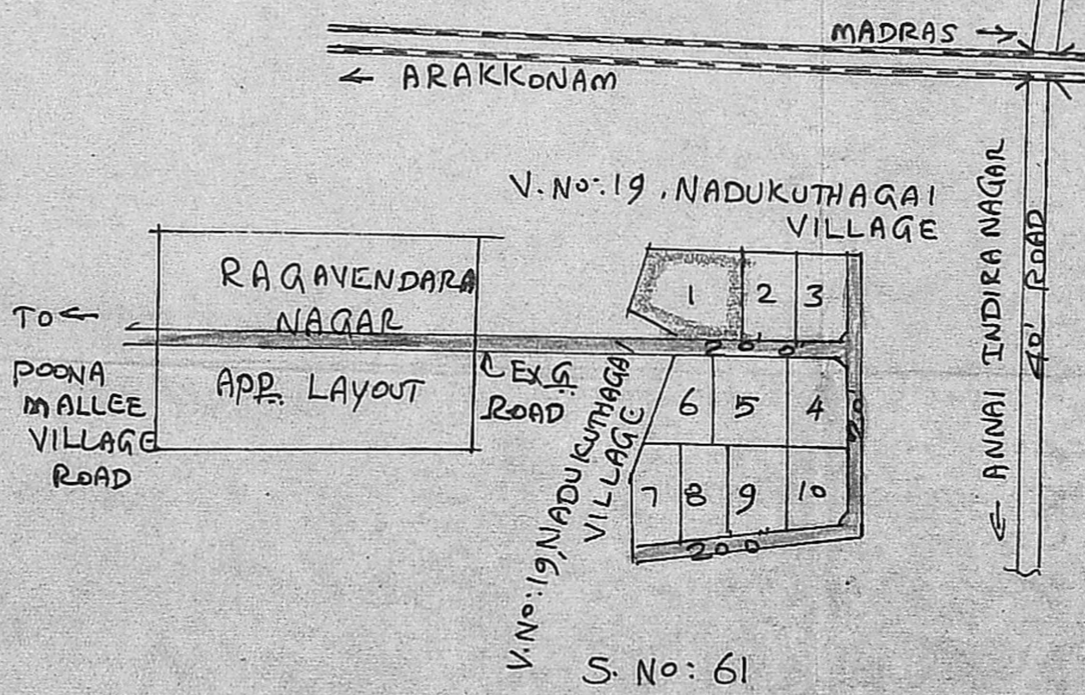 MADRAS →
← ARAKKONAM
V.No:19, NADUKUTHAGAI
VILLAGE
ANNAI INDIRA NAGAR
40' ROAD
RAGAVENDARA
NAGAR
TO ←
POONA
MALLEE
VILLAGE
ROAD
APP. LAYOUT
EXG.
ROAD
V.No:19, NADUKUTHAGAI
VILLAGE
1 2 3
20' 0"
6 5 4
7 8 9 10
20' 0"
S. No: 61